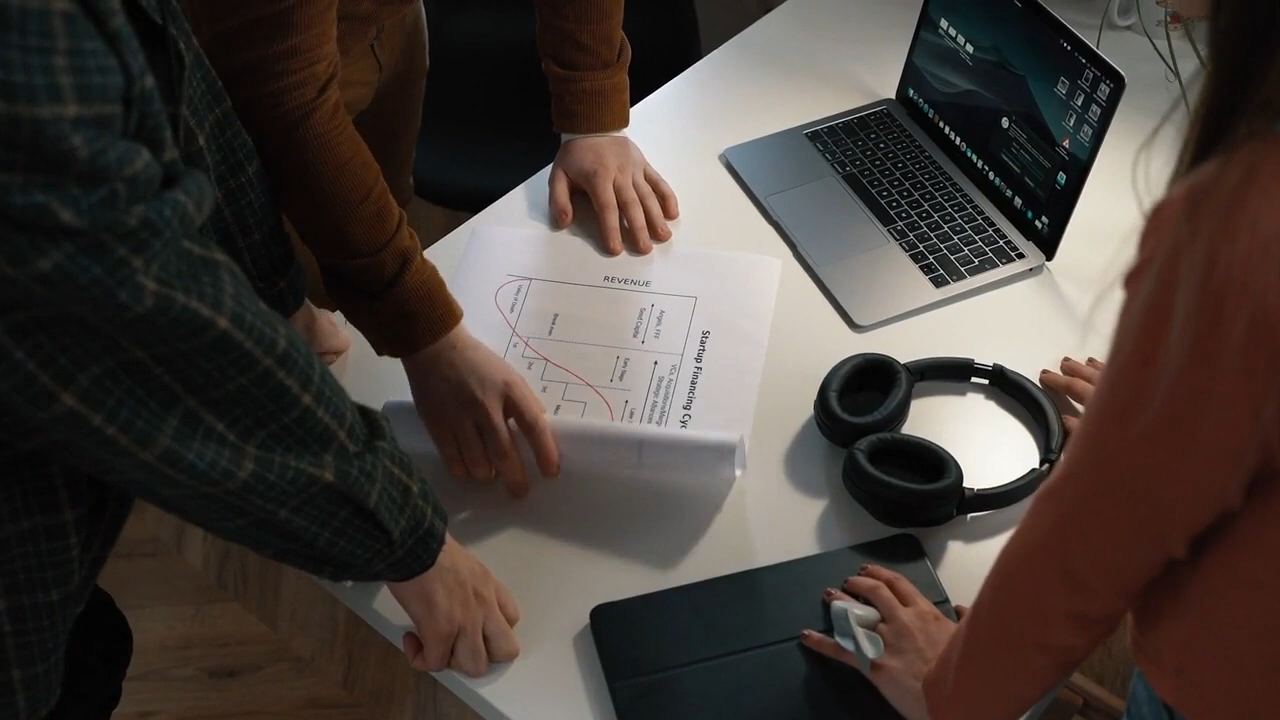 Startup Financing Cyc
REVENUE
Angels, FFF
Seed Capital
VCs, Acquisitions/Merg
Strategic Alliances
Early Stage
Later
Break even
Valley of Death
1st
2nd
3rd